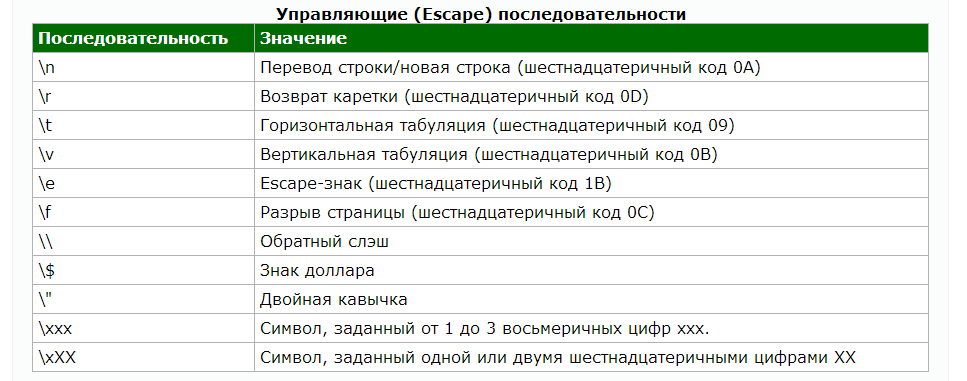 Управляющие (Escape) последовательности
Последовательность Значение
\n Перевод строки/новая строка (шестнадцатеричный код 0A)
\r Возврат каретки (шестнадцатеричный код 0D)
\t Горизонтальная табуляция (шестнадцатеричный код 09)
\v Вертикальная табуляция (шестнадцатеричный код 0B)
\e Escape-знак (шестнадцатеричный код 1B)
\f Разрыв страницы (шестнадцатеричный код 0C)
\\ Обратный слэш
\$ Знак доллара
\" Двойная кавычка
\xxx Символ, заданный от 1 до 3 восьмеричных цифр xxx.
\xXX Символ, заданный одной или двумя шестнадцатеричными цифрами XX